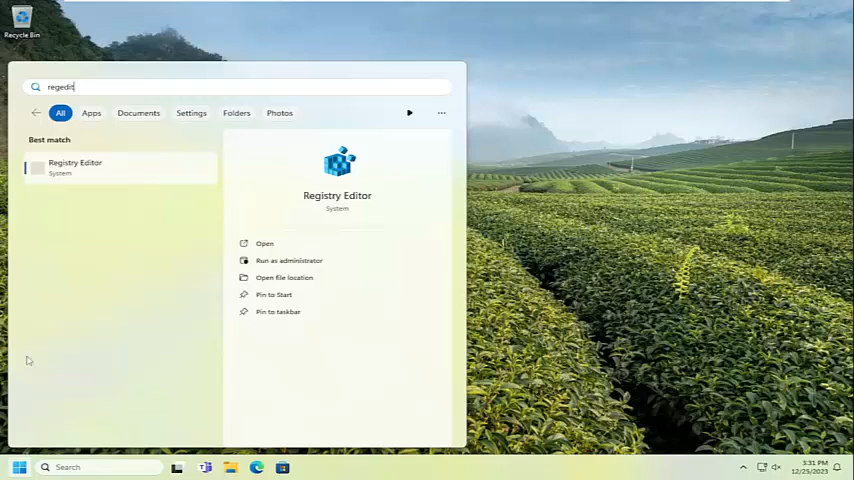 Recycle Bin
regedit
All Apps Documents Settings Folders Photos
Best match
Registry Editor
System
Registry Editor
System
Open
Run as administrator
Open file location
Pin to Start
Pin to taskbar
Search
3:31 PM
12/25/2023